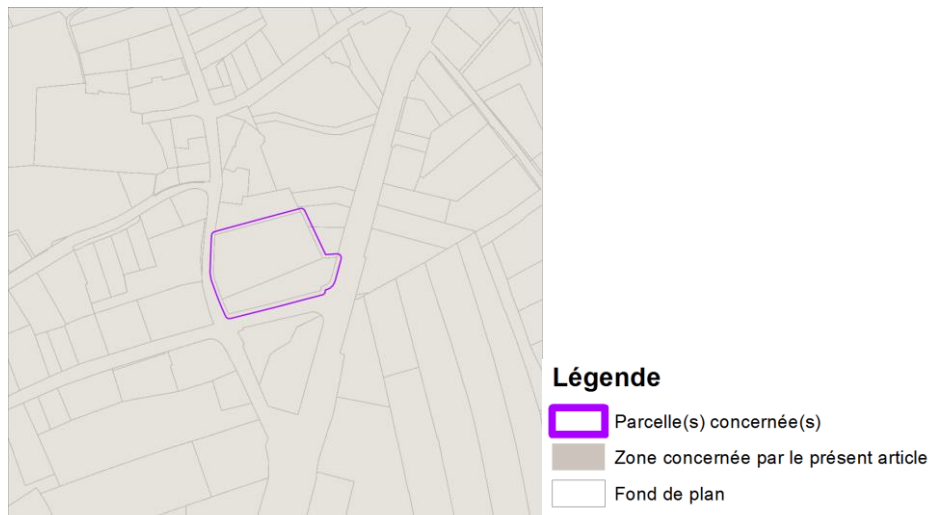 Légende
Parcelle(s) concernée(s)
Zone concernée par le présent article
Fond de plan